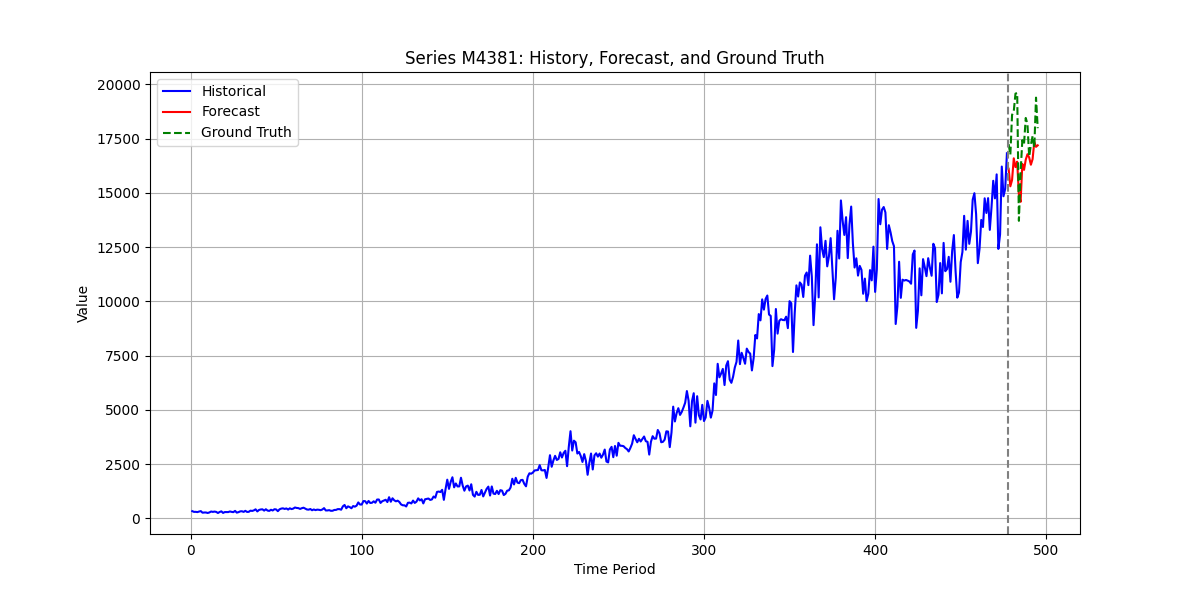 Series M4381: History, Forecast, and Ground Truth
Historical
Forecast
Ground Truth
20000
17500
15000
12500
10000
7500
5000
2500
0
Value
0 100 200 300 400 500
Time Period